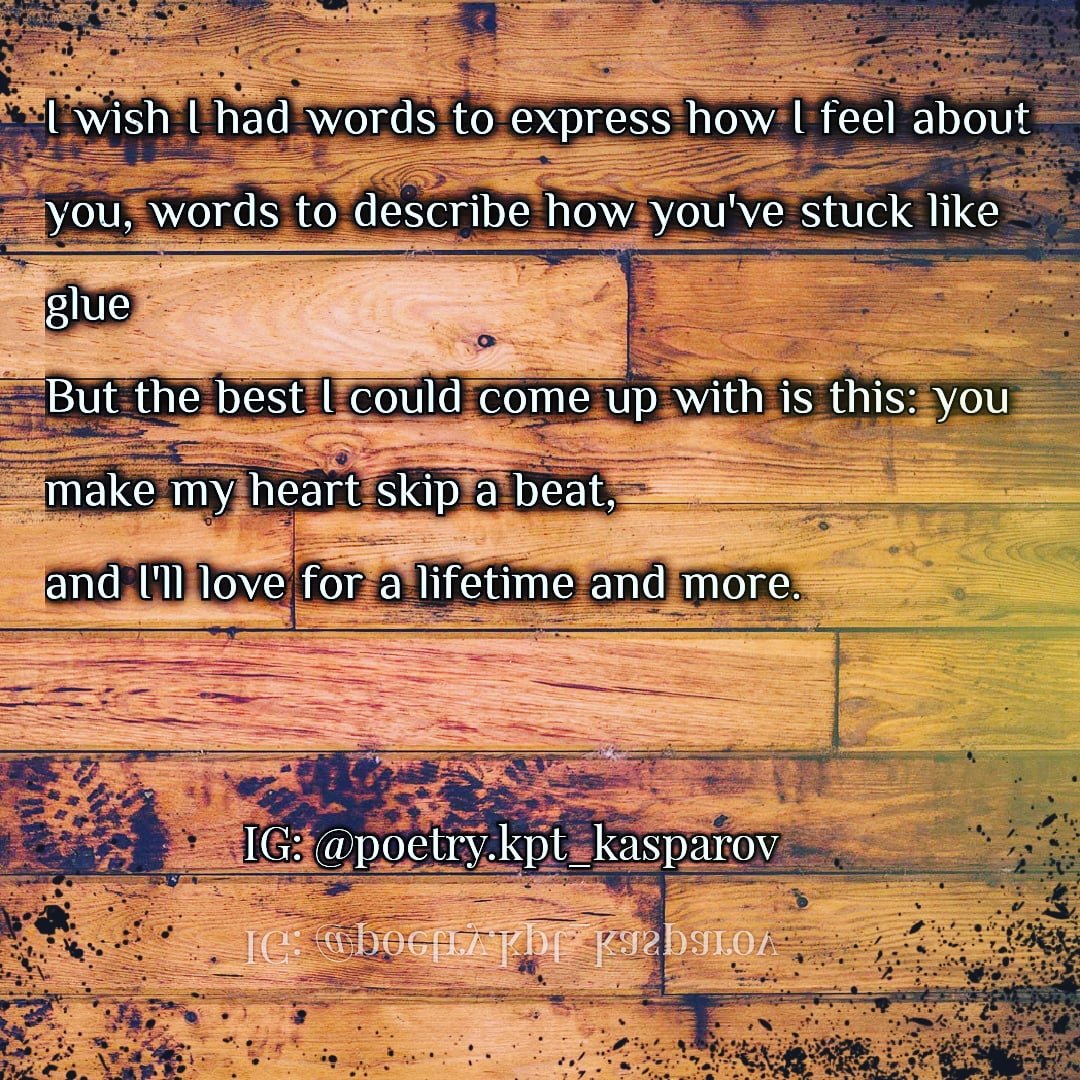 I wish I had words to express how I feel about
you, words to describe how you've stuck like
glue
But the best I could come up with is this: you
make my heart skip a beat,
and I'll love for a lifetime and more.
IG: @poetry.kpt_kasparov
IG: @poetry.kpt_kasparov